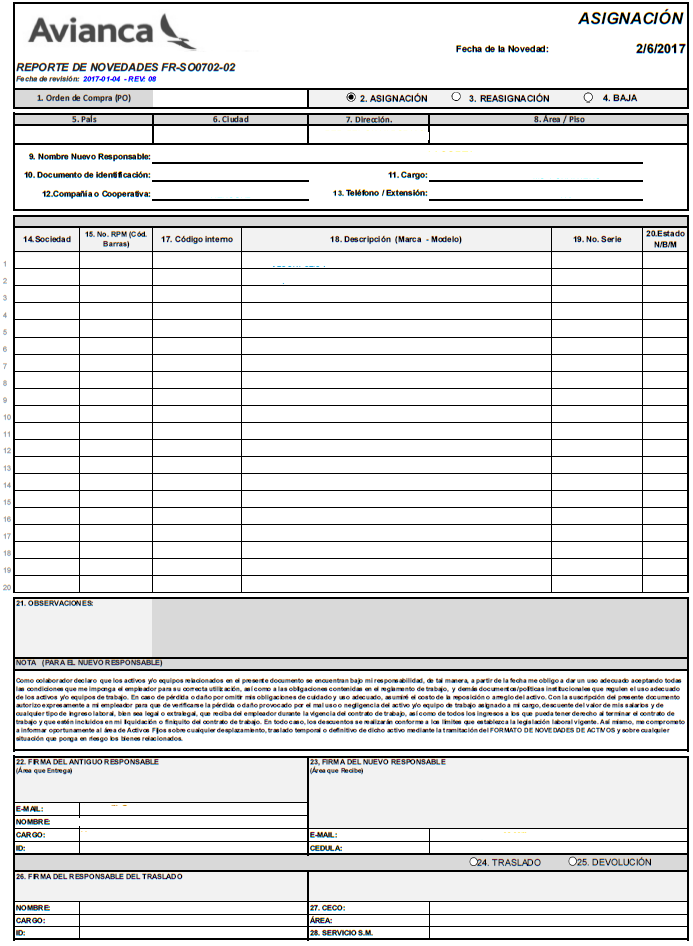 Avianca
ASIGNACIÓN
Fecha de la Novedad: 2/6/2017
REPORTE DE NOVEDADES FR-SO0702-02
Fecha de revisión: 2017-01-04 - REV: 08
1. Orden de Compra (PO) 2. ASIGNACIÓN 3. REASIGNACIÓN 4. BAJA
5. País 6. Ciudad 7. Dirección. 8. Área / Piso
9. Nombre Nuevo Responsable:
10. Documento de identificación: 11. Cargo:
12.Compañía o Cooperativa: 13. Teléfono / Extensión:
14.Sociedad 15. No. RPM (Cód. Barras) 17. Código interno 18. Descripción (Marca - Modelo) 19. No. Serie 20.Estado N/B/M
1
2
3
4
5
6
7
8
9
10
11
12
13
14
15
16
17
18
19
20
21. OBSERVACIONES:
NOTA (PARA EL NUEVO RESPONSABLE)
Como colaborador declaro que los activos y/o equipos relacionados en el presente documento se encuentran bajo mi responsabilidad, de tal manera, a partir de la fecha me obligo a dar un uso adecuado aceptando todas
las condiciones que me imponga el empleador para su correcta utilización, así como a las obligaciones contenidas en el reglamento de trabajo, y demás documentos/políticas institucionales que regulen el uso adecuado
de los activos y/o equipos de trabajo. En caso de pérdida o daño por omitir mis obligaciones de cuidado y uso adecuado, asumiré el costo de la reposición o arreglo del activo. Con la suscripción del presente documento
autorizo expresamente a mi empleador para que de verificarse la pérdida o daño provocado por el mal uso o negligencia del activo y/o equipo de trabajo asignado a mi cargo, descuente del valor de mis salarios y de
cualquier tipo de ingreso laboral, bien sea legal o extralegal, que reciba del empleador durante la vigencia del contrato de trabajo, así como de todos los ingresos a los que pueda tener derecho al terminar el contrato de
trabajo y que estén incluidos en mi liquidación o finiquito del contrato de trabajo. En todo caso, los descuentos se realizarán conforme a los límites que establezca la legislación laboral vigente. Así mismo, me comprometo
a informar oportunamente al área de Activos Fijos sobre cualquier desplazamiento, traslado temporal o definitivo de dicho activo mediante la tramitación del FORMATO DE NOVEDADES DE ACTIVOS y sobre cualquier
situación que ponga en riesgo los bienes relacionados.
22. FIRMA DEL ANTIGUO RESPONSABLE 23, FIRMA DEL NUEVO RESPONSABLE
(Área que Entrega) (Área que Recibe)
E-MAIL:
NOMBRE:
CARGO: E-MAIL:
ID: CEDULA:
24. TRASLADO 25. DEVOLUCIÓN
26. FIRMA DEL RESPONSABLE DEL TRASLADO
NOMBRE: 27. CECO:
CARGO: ÁREA:
ID: 28. SERVICIO S.M.